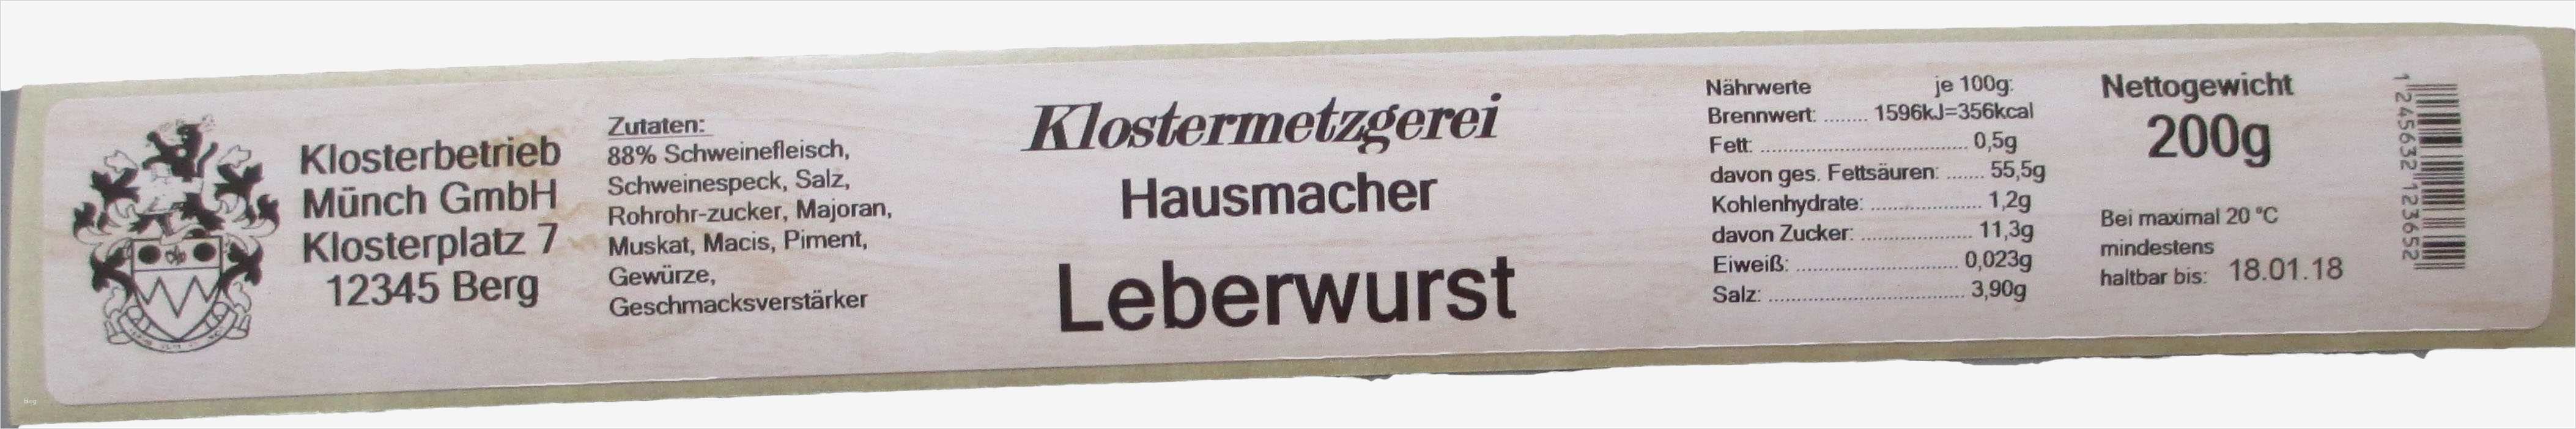 Klosterbetrieb
Münch GmbH
Klosterplatz 7
12345 Berg
Zutaten:
88% Schweinefleisch,
Schweinespeck, Salz,
Rohrohr-zucker, Majoran,
Muskat, Macis, Piment,
Gewürze,
Geschmacksverstärker
Klostermetzgerei
Hausmacher
Leberwurst
Nährwerte je 100g:
Brennwert: ........ 1596kJ=356kcal
Fett: ...................................... 0,5g
davon ges. Fettsäuren: ....... 55,5g
Kohlenhydrate: .................... 1,2g
davon Zucker: .................... 11,3g
Eiweiß: ............................. 0,023g
Salz: .................................... 3,90g
Nettogewicht
200g
Bei maximal 20 °C
mindestens
haltbar bis: 18.01.18
1 245632 123652
blog